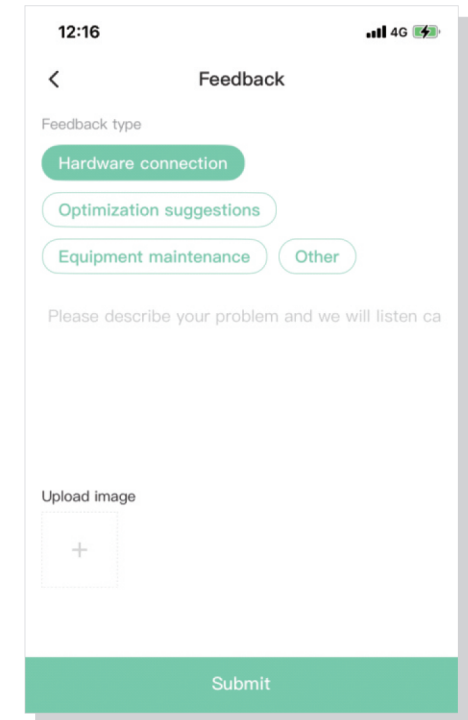 12:16 4G
Feedback
Feedback type
Hardware connection
Optimization suggestions
Equipment maintenance Other
Please describe your problem and we will listen ca
Upload image
+
Submit